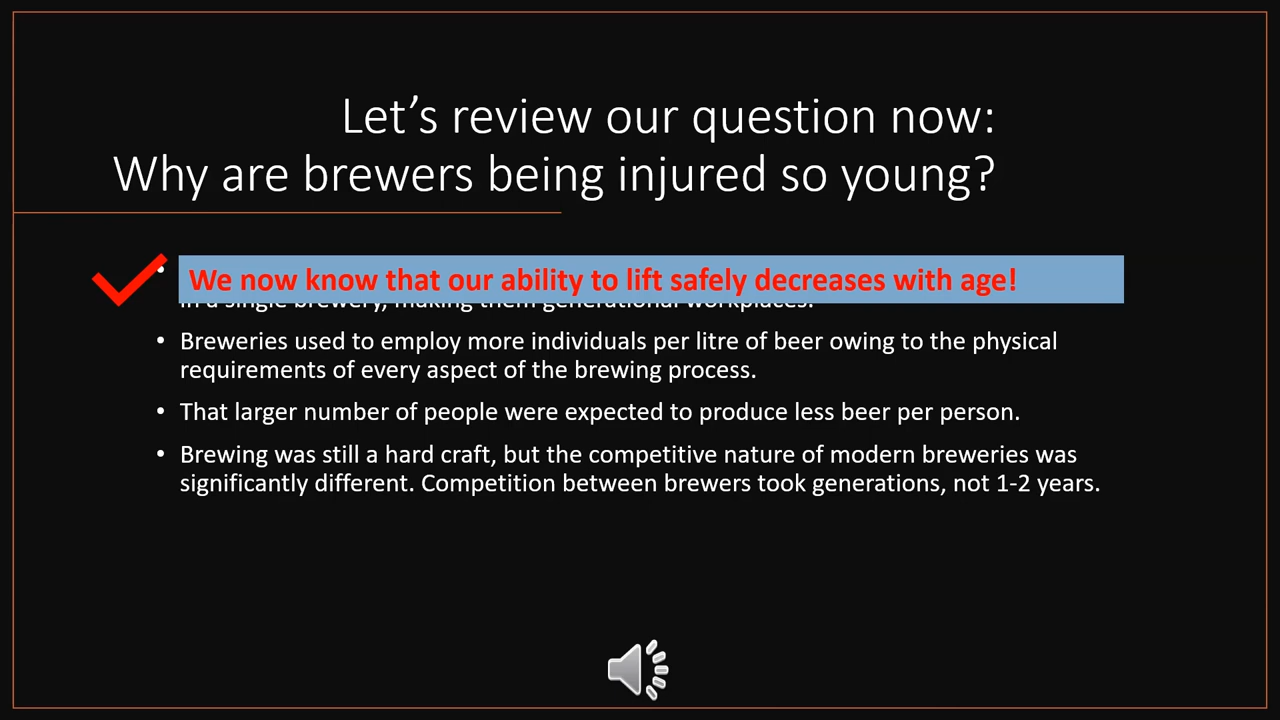 Let's review our question now:
Why are brewers being injured so young?
We now know that our ability to lift safely decreases with age!
in a single brewery, making them generational workplaces.
• Breweries used to employ more individuals per litre of beer owing to the physical
requirements of every aspect of the brewing process.
• That larger number of people were expected to produce less beer per person.
• Brewing was still a hard craft, but the competitive nature of modern breweries was
significantly different. Competition between brewers took generations, not 1-2 years.